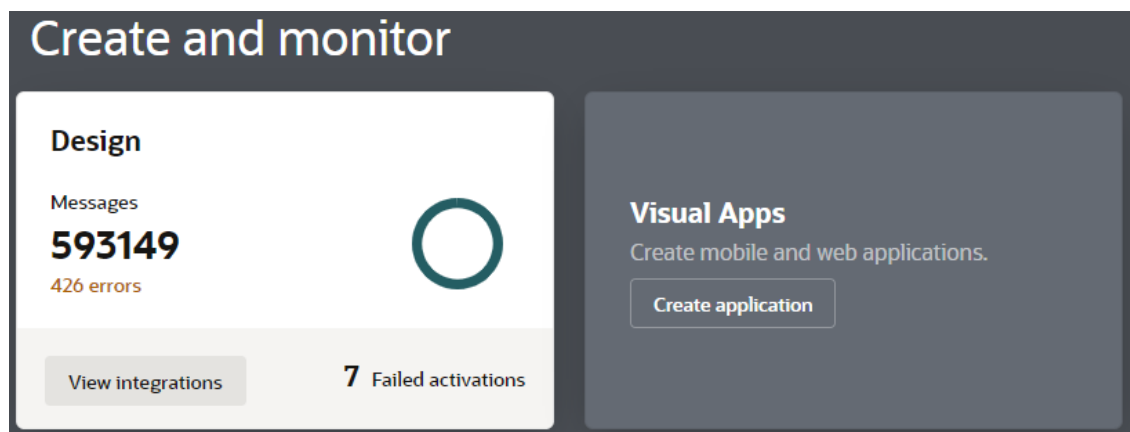 Create and monitor
Design
Messages
593149
426 errors
View integrations
7 Failed activations
Visual Apps
Create mobile and web applications.
Create application